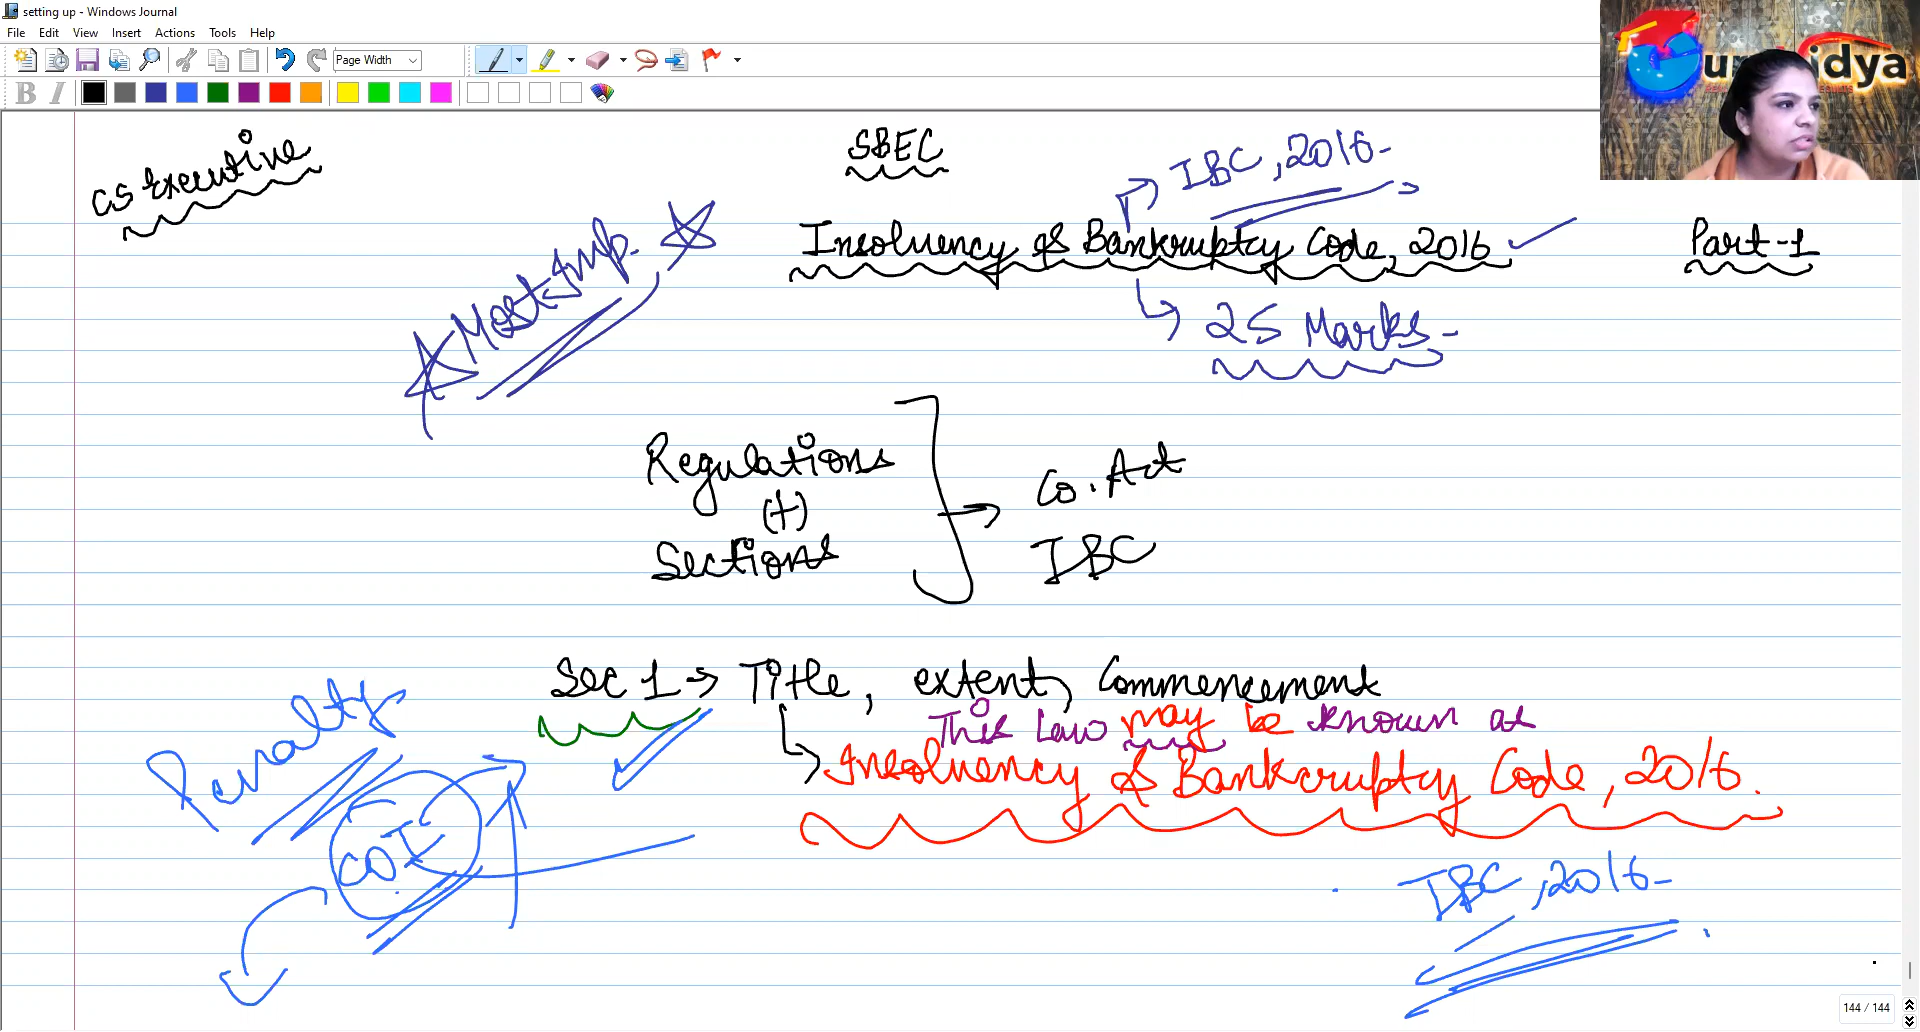 setting up - Windows Journal
File Edit View Insert Actions Tools Help
Page Width
B I
CS Executive
SBEC
IBC, 2016-
Most Imp.
Insolvency & Bankruptcy Code, 2016
Part-1
25 Marks-
Regulations
(+)
Sections
Co. Act
IBC
Sec 1 → Title, extent, Commencement
This Law may be known as
Insolvency & Bankruptcy Code, 2016.
Penalty
COI
IBC, 2016-
144 / 144